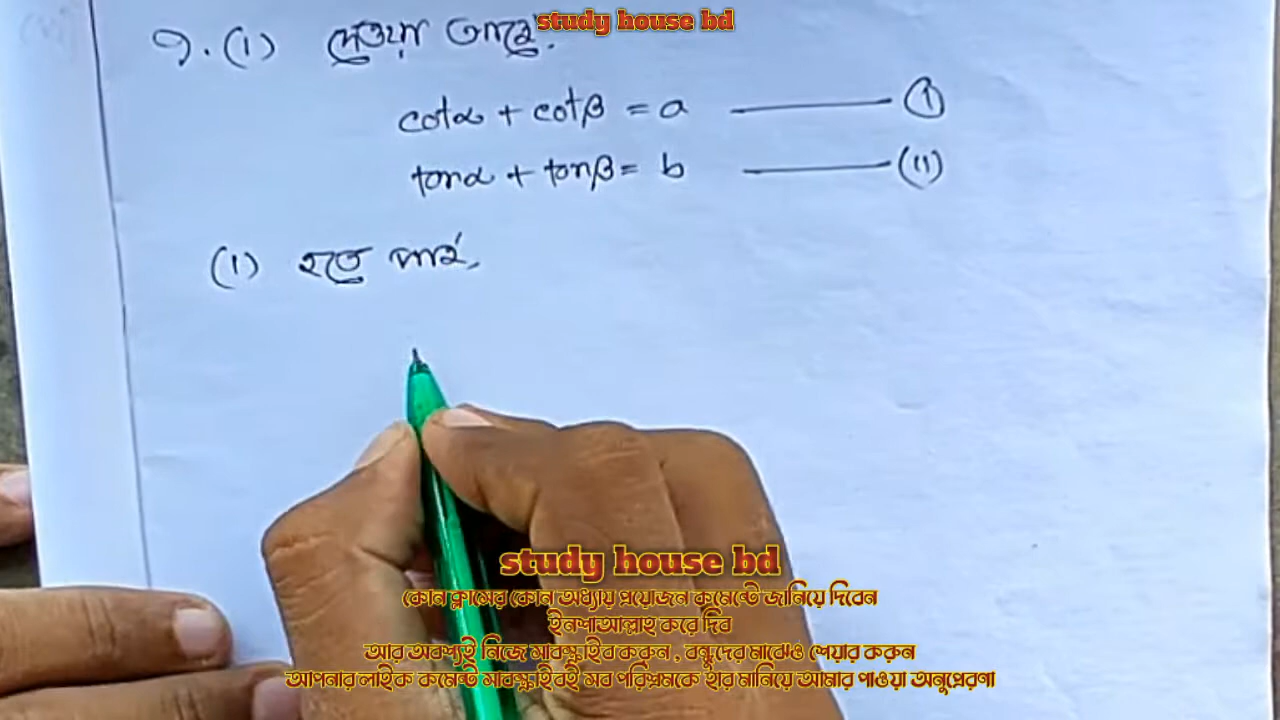 study house bd
9.(i) দেওয়া আছে.
cotα + cotβ = a ——— (i)
tanα + tanβ = b ——— (ii)
(i) হতে পাই,
study house bd
কোন ক্লাসের কোন অধ্যায় প্রয়োজন কমেন্টে জানিয়ে দিবেন
ইনশাআল্লাহ করে দিব
আর অবশ্যই নিজে সাবস্ক্রাইব করুন , বন্ধুদের মাঝেও শেয়ার করুন
আপনার লাইক কমেন্ট সাবস্ক্রাইবই সব পরিশ্রমকে হার মানিয়ে আমার পাওয়া অনুপ্রেরণা